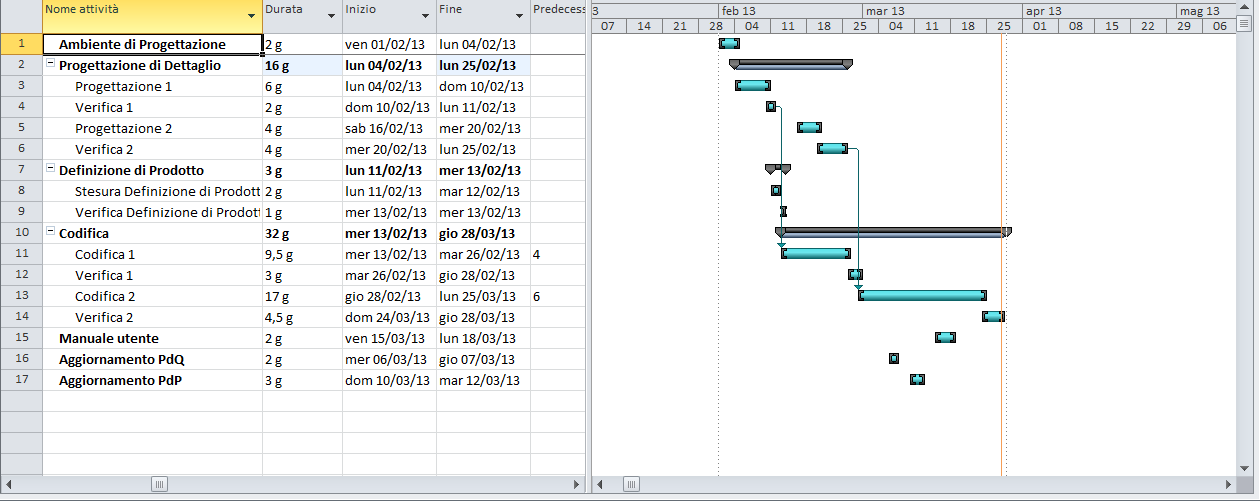 Nome attività Durata Inizio Fine Predecess
3 feb 13 mar 13 apr 13 mag 13
07 14 21 28 04 11 18 25 04 11 18 25 01 08 15 22 29 06
1 Ambiente di Progettazione 2 g ven 01/02/13 lun 04/02/13
2 Progettazione di Dettaglio 16 g lun 04/02/13 lun 25/02/13
3 Progettazione 1 6 g lun 04/02/13 dom 10/02/13
4 Verifica 1 2 g dom 10/02/13 lun 11/02/13
5 Progettazione 2 4 g sab 16/02/13 mer 20/02/13
6 Verifica 2 4 g mer 20/02/13 lun 25/02/13
7 Definizione di Prodotto 3 g lun 11/02/13 mer 13/02/13
8 Stesura Definizione di Prodott 2 g lun 11/02/13 mar 12/02/13
9 Verifica Definizione di Prodott 1 g mer 13/02/13 mer 13/02/13
10 Codifica 32 g mer 13/02/13 gio 28/03/13
11 Codifica 1 9,5 g mer 13/02/13 mar 26/02/13 4
12 Verifica 1 3 g mar 26/02/13 gio 28/02/13
13 Codifica 2 17 g gio 28/02/13 lun 25/03/13 6
14 Verifica 2 4,5 g dom 24/03/13 gio 28/03/13
15 Manuale utente 2 g ven 15/03/13 lun 18/03/13
16 Aggiornamento PdQ 2 g mer 06/03/13 gio 07/03/13
17 Aggiornamento PdP 3 g dom 10/03/13 mar 12/03/13